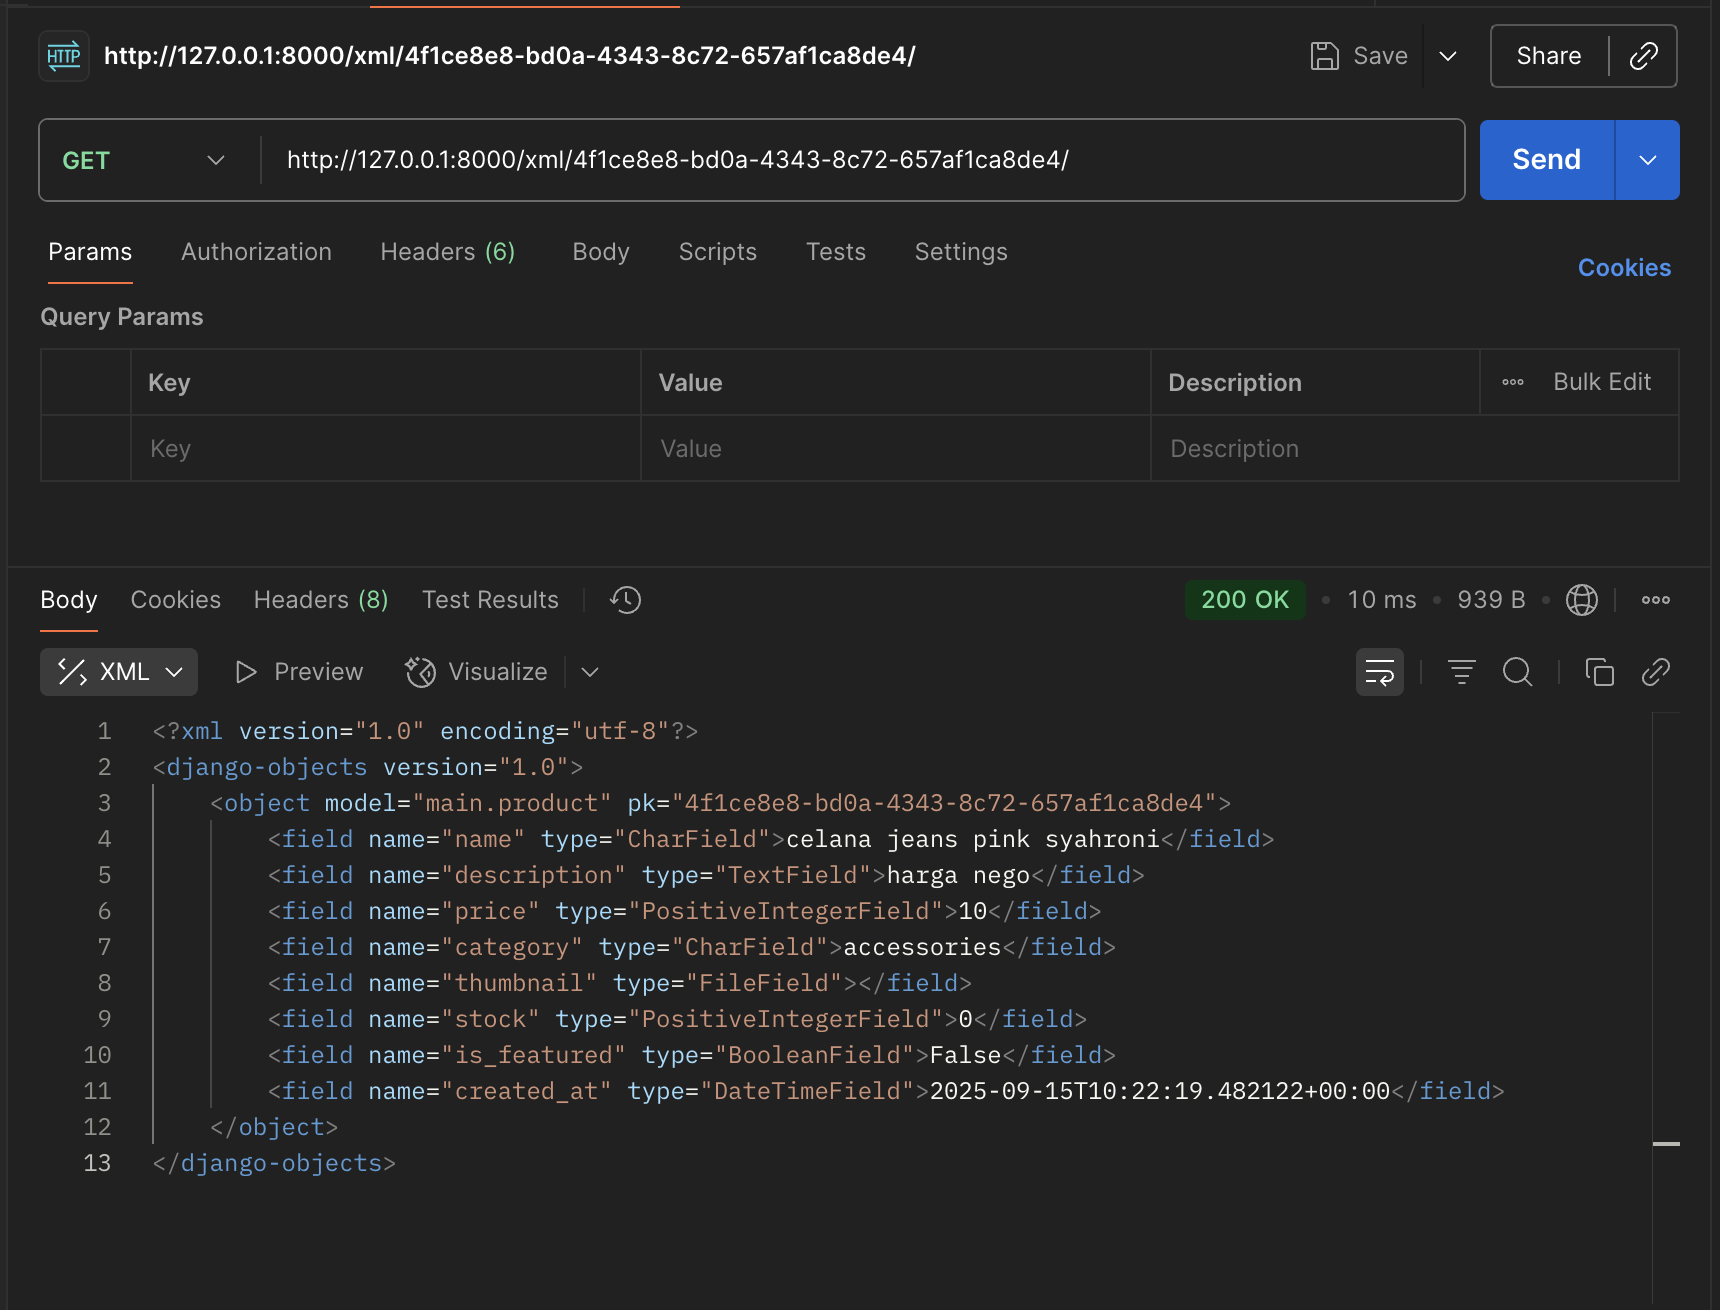 HTTP http://127.0.0.1:8000/xml/4f1ce8e8-bd0a-4343-8c72-657af1ca8de4/ Save Share
GET http://127.0.0.1:8000/xml/4f1ce8e8-bd0a-4343-8c72-657af1ca8de4/ Send
Params Authorization Headers (6) Body Scripts Tests Settings Cookies
Query Params
Key Value Description Bulk Edit
Key Value Description
Body Cookies Headers (8) Test Results 200 OK • 10 ms • 939 B •
XML Preview Visualize
1 <?xml version="1.0" encoding="utf-8"?>
2 <django-objects version="1.0">
3 <object model="main.product" pk="4f1ce8e8-bd0a-4343-8c72-657af1ca8de4">
4 <field name="name" type="CharField">celana jeans pink syahroni</field>
5 <field name="description" type="TextField">harga nego</field>
6 <field name="price" type="PositiveIntegerField">10</field>
7 <field name="category" type="CharField">accessories</field>
8 <field name="thumbnail" type="FileField"></field>
9 <field name="stock" type="PositiveIntegerField">0</field>
10 <field name="is_featured" type="BooleanField">False</field>
11 <field name="created_at" type="DateTimeField">2025-09-15T10:22:19.482122+00:00</field>
12 </object>
13 </django-objects>